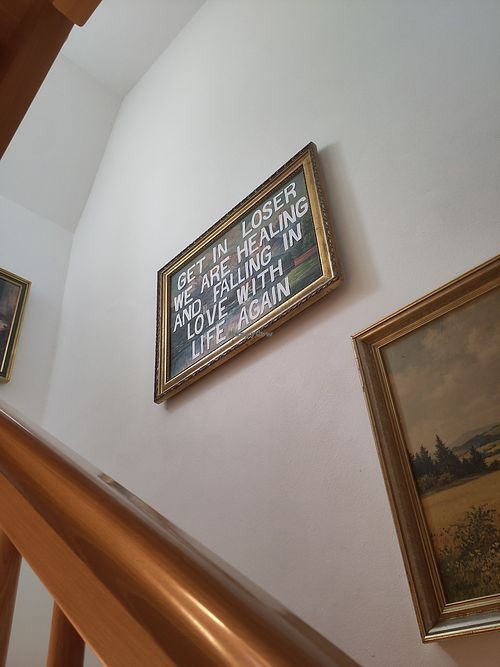 GET IN LOSER
WE ARE HEALING
AND FALLING IN
LOVE WITH
LIFE AGAIN